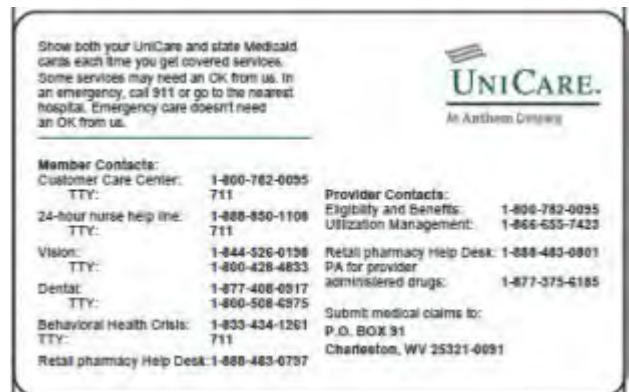 Show both your UniCare and state Medicaid
cards each time you get covered services.
Some services may need an OK from us. In
an emergency, call 911 or go to the nearest
hospital. Emergency care doesn't need
an OK from us.
UNICARE.
An Anthem Company
Member Contacts:
Customer Care Center: 1-800-782-0095
TTY: 711
24-hour nurse help line: 1-888-850-1108
TTY: 711
Vision: 1-844-526-0198
TTY: 1-800-428-4833
Dental: 1-877-408-0917
TTY: 1-800-508-6975
Behavioral Health Crisis: 1-833-434-1261
TTY: 711
Retail pharmacy Help Desk: 1-888-483-0797
Provider Contacts:
Eligibility and Benefits: 1-800-782-0095
Utilization Management: 1-866-655-7423
Retail pharmacy Help Desk: 1-888-483-0801
PA for provider
administered drugs: 1-877-375-6185
Submit medical claims to:
P.O. BOX 91
Charleston, WV 25321-0091